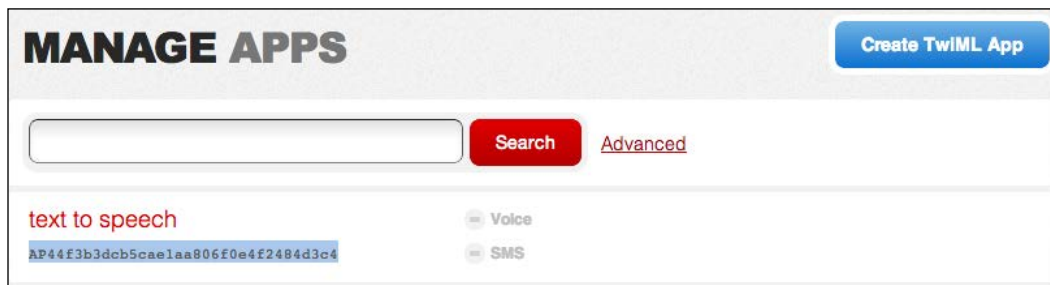 MANAGE APPS
Create TwiML App
Search
Advanced
text to speech
Voice
AP44f3b3dcb5cae1aa806f0e4f2484d3c4
SMS